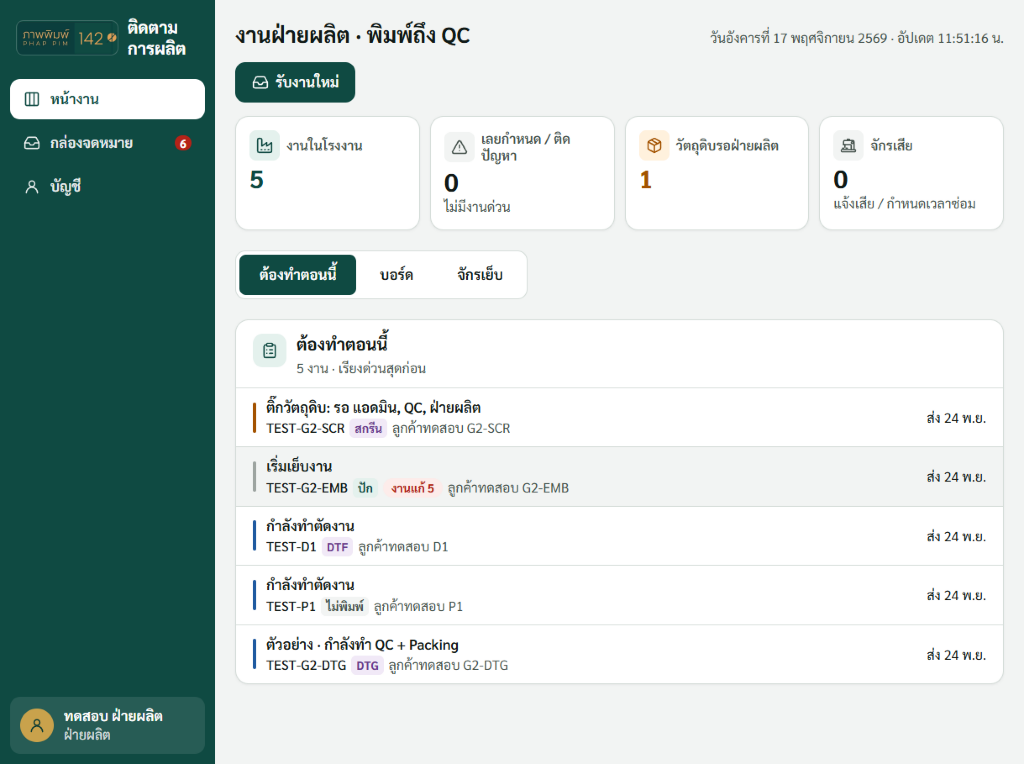 ภาพพิมพ์ 142
PHAP PIM
ติดตาม
การผลิต
หน้างาน
กล่องจดหมาย 6
บัญชี
ทดสอบ ฝ่ายผลิต
ฝ่ายผลิต
งานฝ่ายผลิต · พิมพ์ถึง QC
วันอังคารที่ 17 พฤศจิกายน 2569 · อัปเดต 11:51:16 น.
รับงานใหม่
งานในโรงงาน
5
เลยกำหนด / ติด
ปัญหา
0
ไม่มีงานด่วน
วัตถุดิบรอฝ่ายผลิต
1
จักรเสีย
0
แจ้งเสีย / กำหนดเวลาซ่อม
ต้องทำตอนนี้ บอร์ด จักรเย็บ
ต้องทำตอนนี้
5 งาน · เรียงด่วนสุดก่อน
ติ๊กวัตถุดิบ: รอ แอดมิน, QC, ฝ่ายผลิต
TEST-G2-SCR สกรีน ลูกค้าทดสอบ G2-SCR
ส่ง 24 พ.ย.
เริ่มเย็บงาน
TEST-G2-EMB ปัก งานแก้ 5 ลูกค้าทดสอบ G2-EMB
ส่ง 24 พ.ย.
กำลังทำตัดงาน
TEST-D1 DTF ลูกค้าทดสอบ D1
ส่ง 24 พ.ย.
กำลังทำตัดงาน
TEST-P1 ไม่พิมพ์ ลูกค้าทดสอบ P1
ส่ง 24 พ.ย.
ตัวอย่าง · กำลังทำ QC + Packing
TEST-G2-DTG DTG ลูกค้าทดสอบ G2-DTG
ส่ง 24 พ.ย.